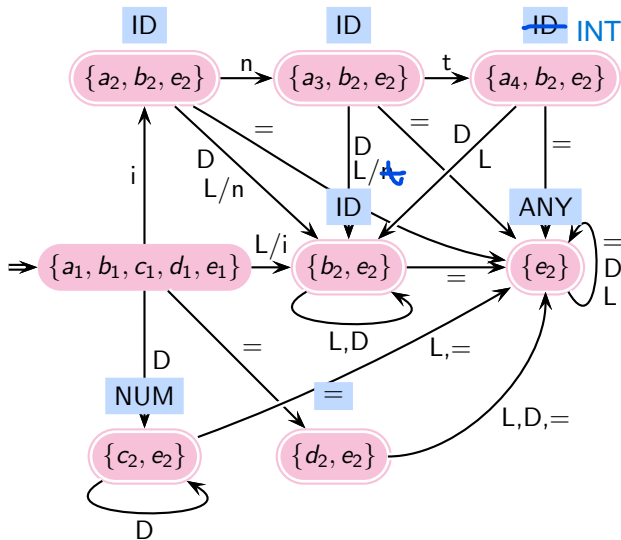 ID ID ID INT
{a₂, b₂, e₂} n {a₃, b₂, e₂} t {a₄, b₂, e₂}
= = D =
D D L
L/n L/t
i ID ANY
{a₁, b₁, c₁, d₁, e₁} L/i {b₂, e₂} = {e₂} =
D
L
L,D
D = L,=
NUM =
{c₂, e₂} {d₂, e₂} L,D,=
D